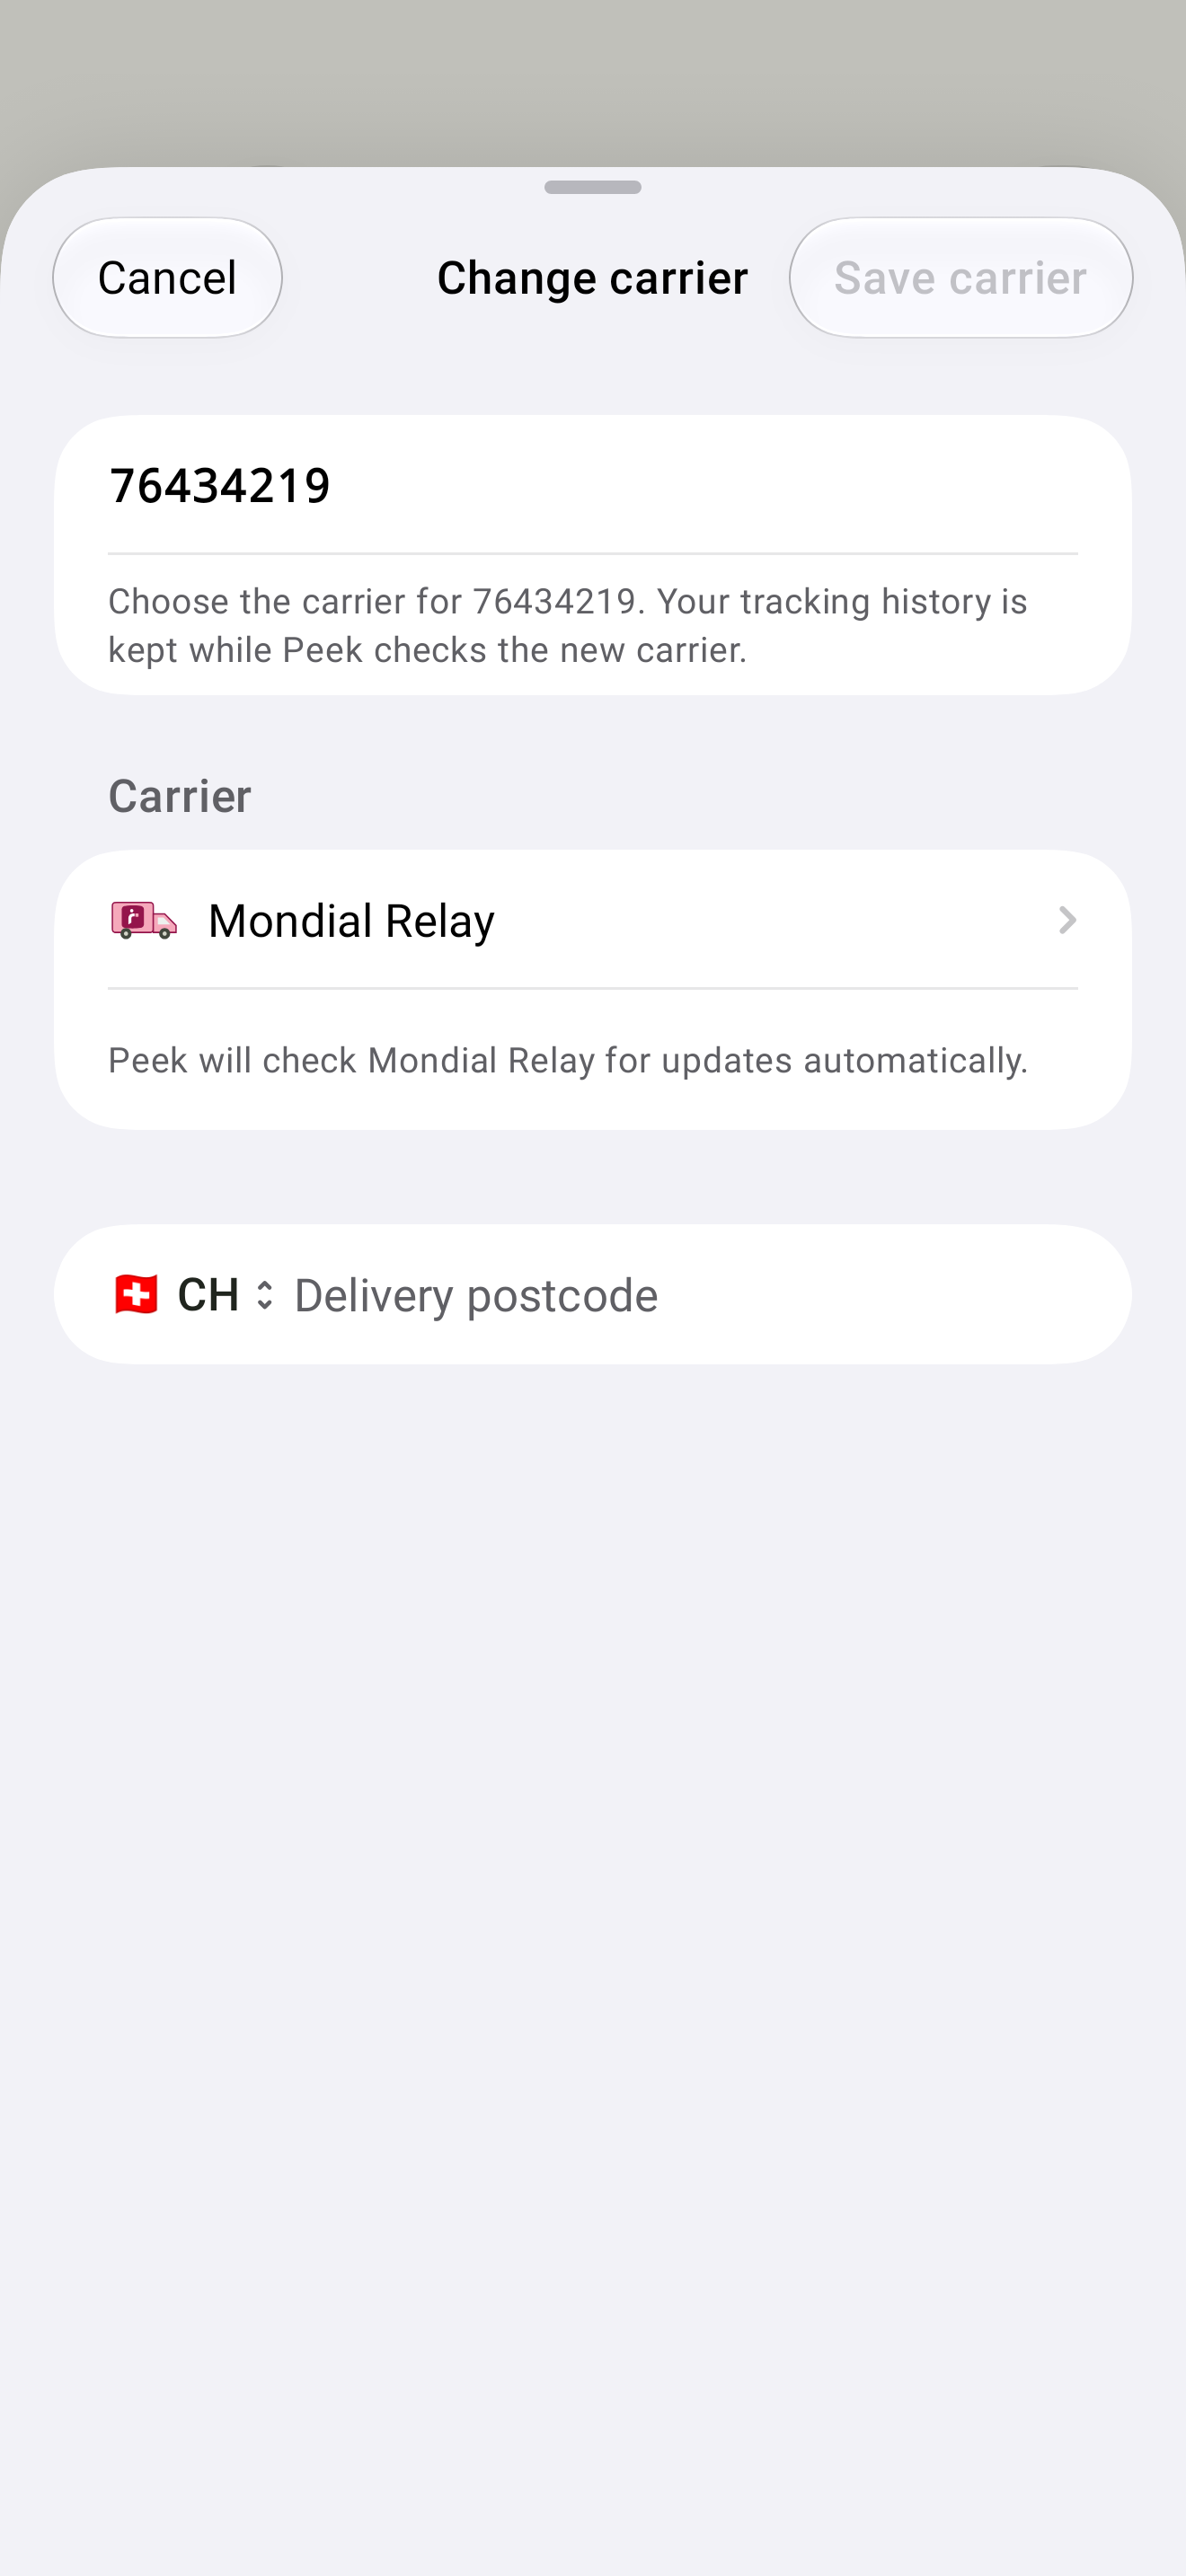 Cancel
Change carrier
Save carrier
76434219
Choose the carrier for 76434219. Your tracking history is
kept while Peek checks the new carrier.
Carrier
Mondial Relay
Peek will check Mondial Relay for updates automatically.
🇨🇭 CH Delivery postcode